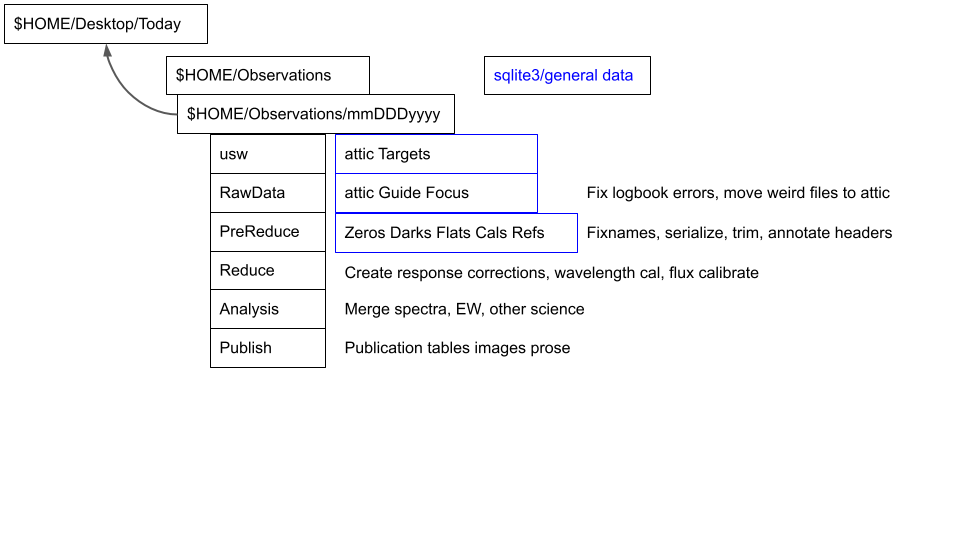 $HOME/Desktop/Today
$HOME/Observations
sqlite3/general data
$HOME/Observations/mmDDDyyyy
usw
attic Targets
RawData
attic Guide Focus
Fix logbook errors, move weird files to attic
PreReduce
Zeros Darks Flats Cals Refs
Fixnames, serialize, trim, annotate headers
Reduce
Create response corrections, wavelength cal, flux calibrate
Analysis
Merge spectra, EW, other science
Publish
Publication tables images prose